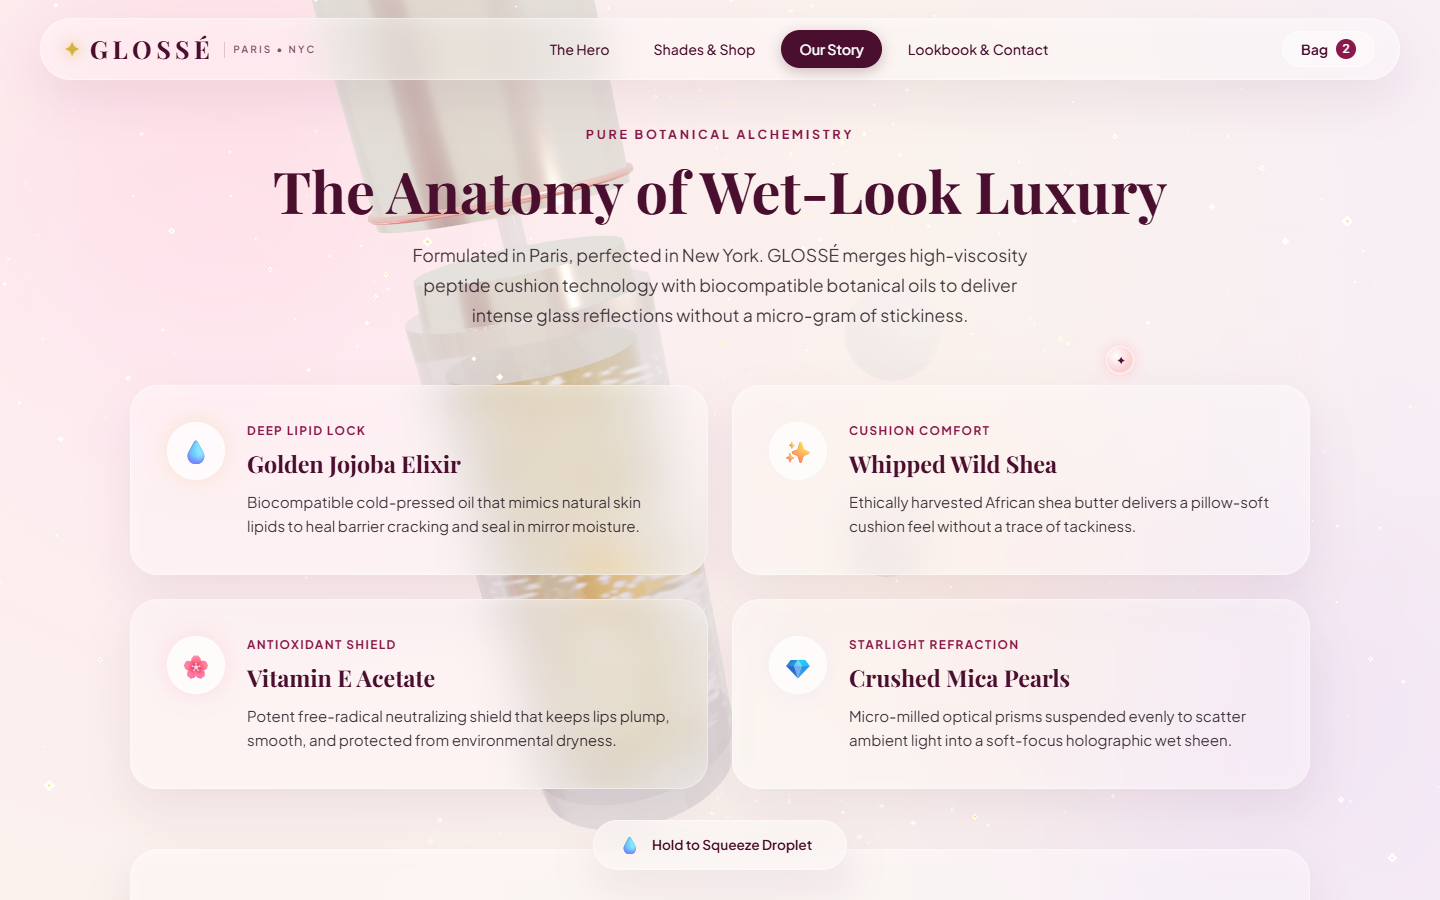 GLOSSÉ
PARIS • NYC
The Hero
Shades & Shop
Our Story
Lookbook & Contact
Bag 2
PURE BOTANICAL ALCHEMISTRY
The Anatomy of Wet-Look Luxury
Formulated in Paris, perfected in New York. GLOSSÉ merges high-viscosity
peptide cushion technology with biocompatible botanical oils to deliver
intense glass reflections without a micro-gram of stickiness.
DEEP LIPID LOCK
Golden Jojoba Elixir
Biocompatible cold-pressed oil that mimics natural skin
lipids to heal barrier cracking and seal in mirror moisture.
CUSHION COMFORT
Whipped Wild Shea
Ethically harvested African shea butter delivers a pillow-soft
cushion feel without a trace of tackiness.
ANTIOXIDANT SHIELD
Vitamin E Acetate
Potent free-radical neutralizing shield that keeps lips plump,
smooth, and protected from environmental dryness.
STARLIGHT REFRACTION
Crushed Mica Pearls
Micro-milled optical prisms suspended evenly to scatter
ambient light into a soft-focus holographic wet sheen.
Hold to Squeeze Droplet